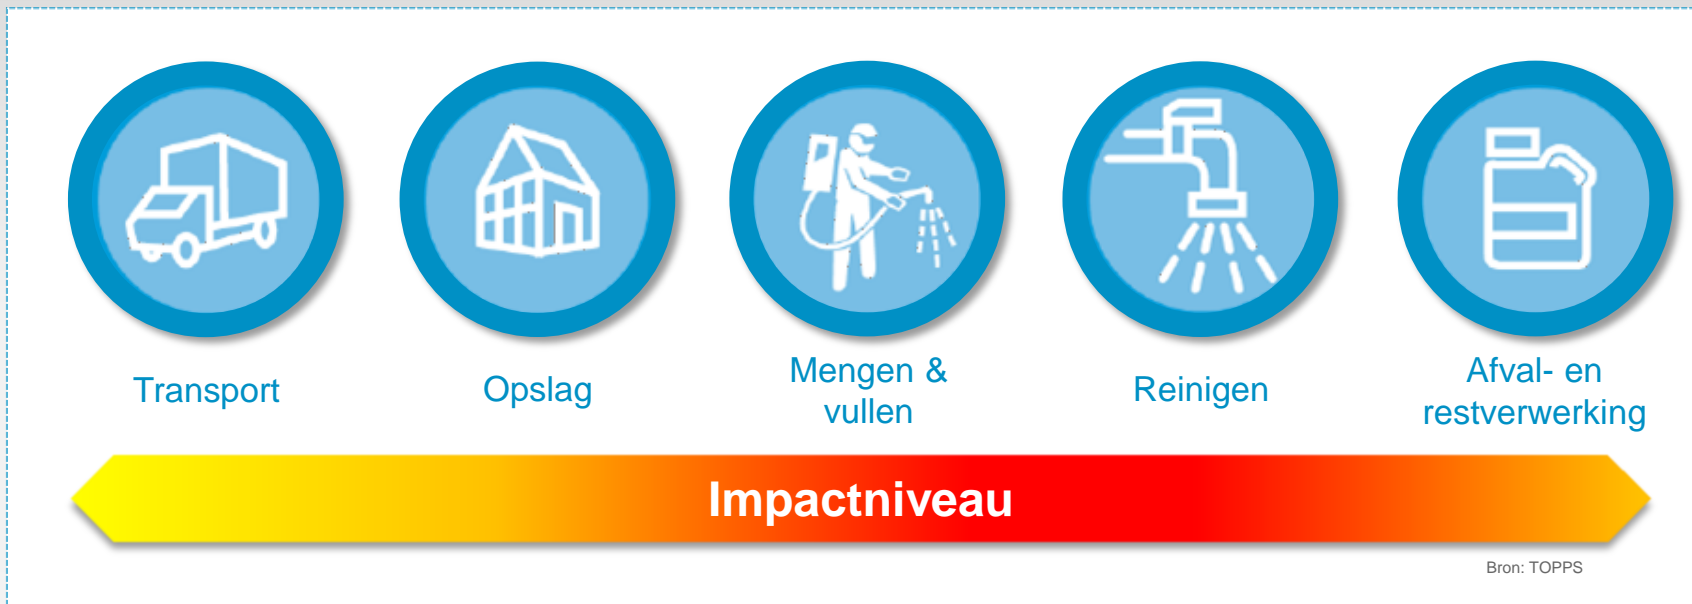 Transport
Opslag
Mengen &
vullen
Reinigen
Afval- en
restverwerking
Impactniveau
Bron: TOPPS